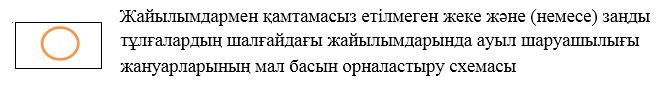 Жайылымдармен қамтамасыз етілмеген жеке және (немесе) заңды
тұлғалардың шалғайдағы жайылымдарында ауыл шаруашылығы
жануарларының мал басын орналастыру схемасы